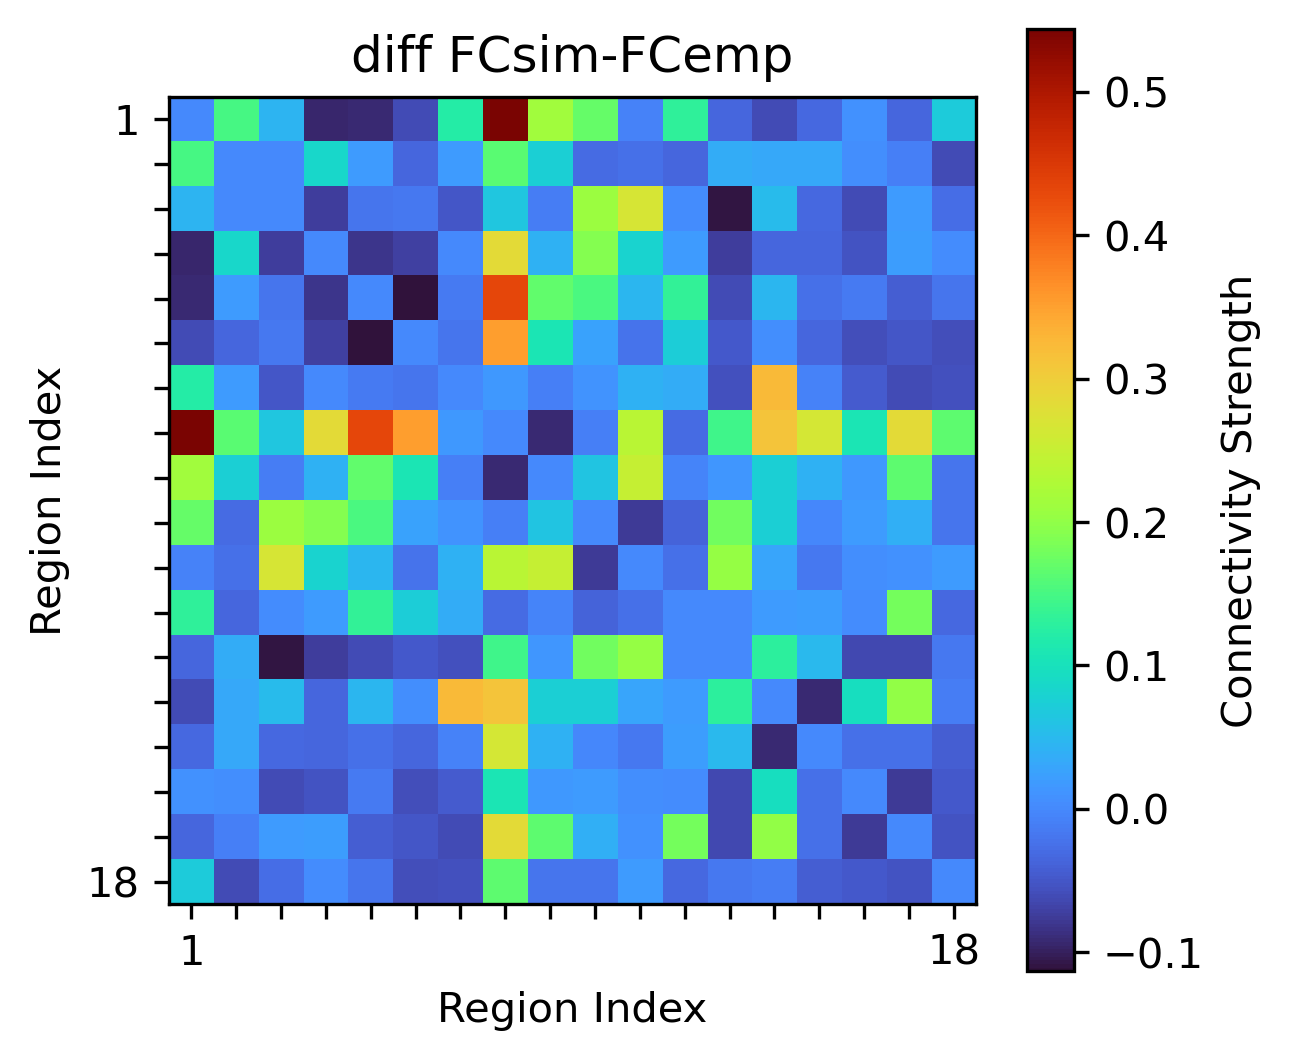 diff FCsim-FCemp
1
18
Region Index
1
18
Region Index
0.5
0.4
0.3
0.2
0.1
0.0
−0.1
Connectivity Strength